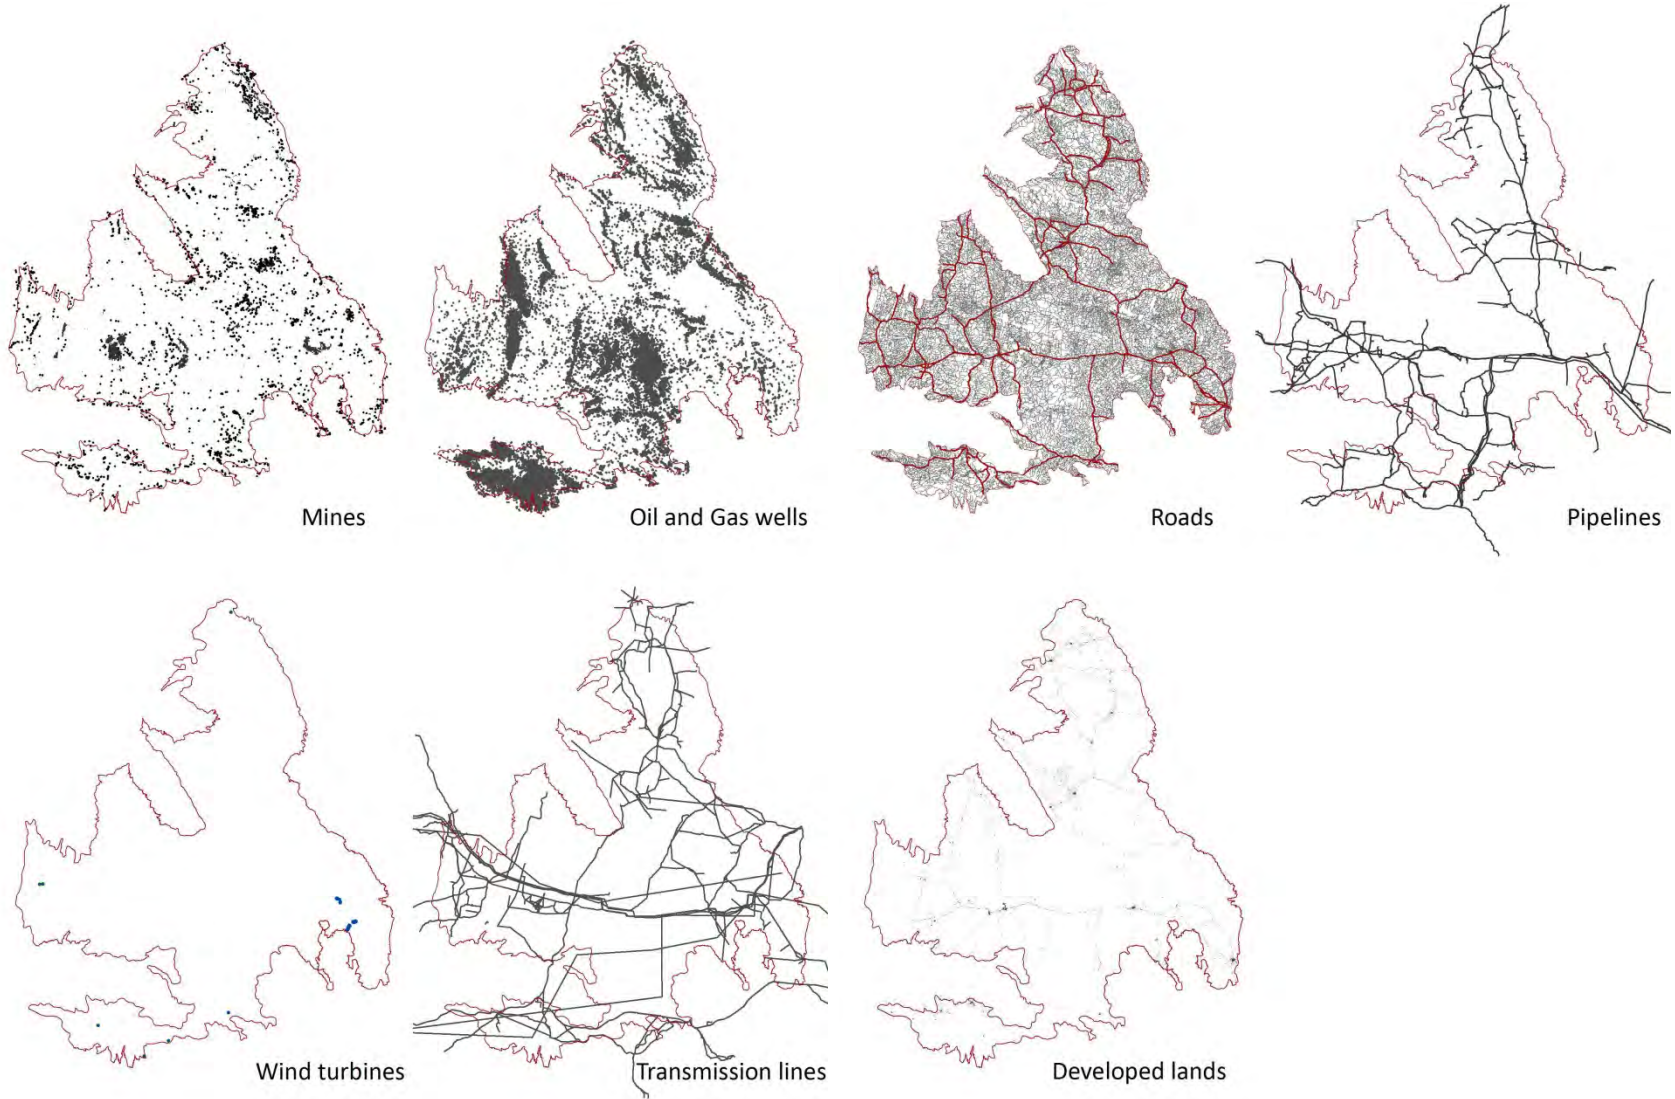 Mines
Oil and Gas wells
Roads
Pipelines
Wind turbines
Transmission lines
Developed lands